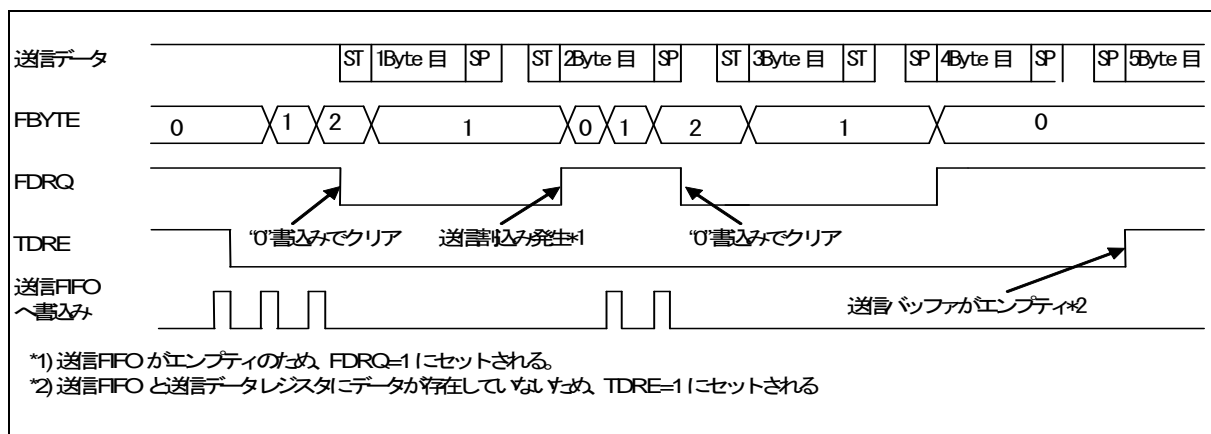 送信データ ST 1Byte 目 SP ST 2Byte 目 SP ST 3Byte 目 ST SP 4Byte 目 SP SP 5Byte 目
FBYTE 0 1 2 1 0 1 2 1 0
FDRQ
"0"書込みでクリア 送信割込み発生*1 "0"書込みでクリア
TDRE
送信FIFO
へ書込み
送信バッファがエンプティ*2
*1) 送信FIFO がエンプティのため、FDRQ=1 にセットされる。
*2) 送信FIFO と送信データレジスタにデータが存在していないため、TDRE=1 にセットされる